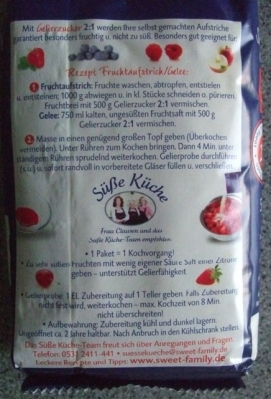 Mit Gelierzucker 2:1 werden Ihre selbst gemachten Aufstriche
garantiert besonders fruchtig u. nicht zu süß. Besonders gut geeignet für
Rezept Fruchtaufstrich/Gelee:
1. Fruchtaufstrich: Früchte waschen, abtropfen, entstielen
u. entsteinen; 1000 g abwiegen u. in kl. Stücke schneiden o. pürieren.
Fruchtbrei mit 500 g Gelierzucker 2:1 vermischen.
Gelee: 750 ml kalten, ungesüßten Fruchtsaft mit 500 g
Gelierzucker 2:1 vermischen.
2. Masse in einen genügend großen Topf geben (Überkochen
vermeiden). Unter Rühren zum Kochen bringen. Dann 4 Min. unter
ständigem Rühren sprudelnd weiterkochen. Gelierprobe durchführen
u. sofort randvoll in vorbereitete Gläser füllen u. verschließen.
Süße Küche
Frau Clausen und das
Süße Küche-Team empfehlen:
• 1 Paket = 1 Kochvorgang!
• Zu sehr süßen Früchten mit wenig eigener Säure Saft einer Zitrone
geben – unterstützt Gelierfähigkeit
• Gelierprobe: 1 EL Zubereitung auf 1 Teller geben. Falls Zubereitung
nicht fest wird, weiterkochen – max. Kochzeit von 8 Min.
nicht überschreiten!
• Aufbewahrung: Zubereitung kühl und dunkel lagern.
Ungeöffnet ca. 2 Jahre haltbar. Nach Anbruch in den Kühlschrank stellen.
Das Süße Küche-Team freut sich über Anregungen und Fragen.
Telefon: 0531 2411-441 • suessekueche@sweet-family.de
Leckere Rezepte und Tipps: www.sweet-family.de